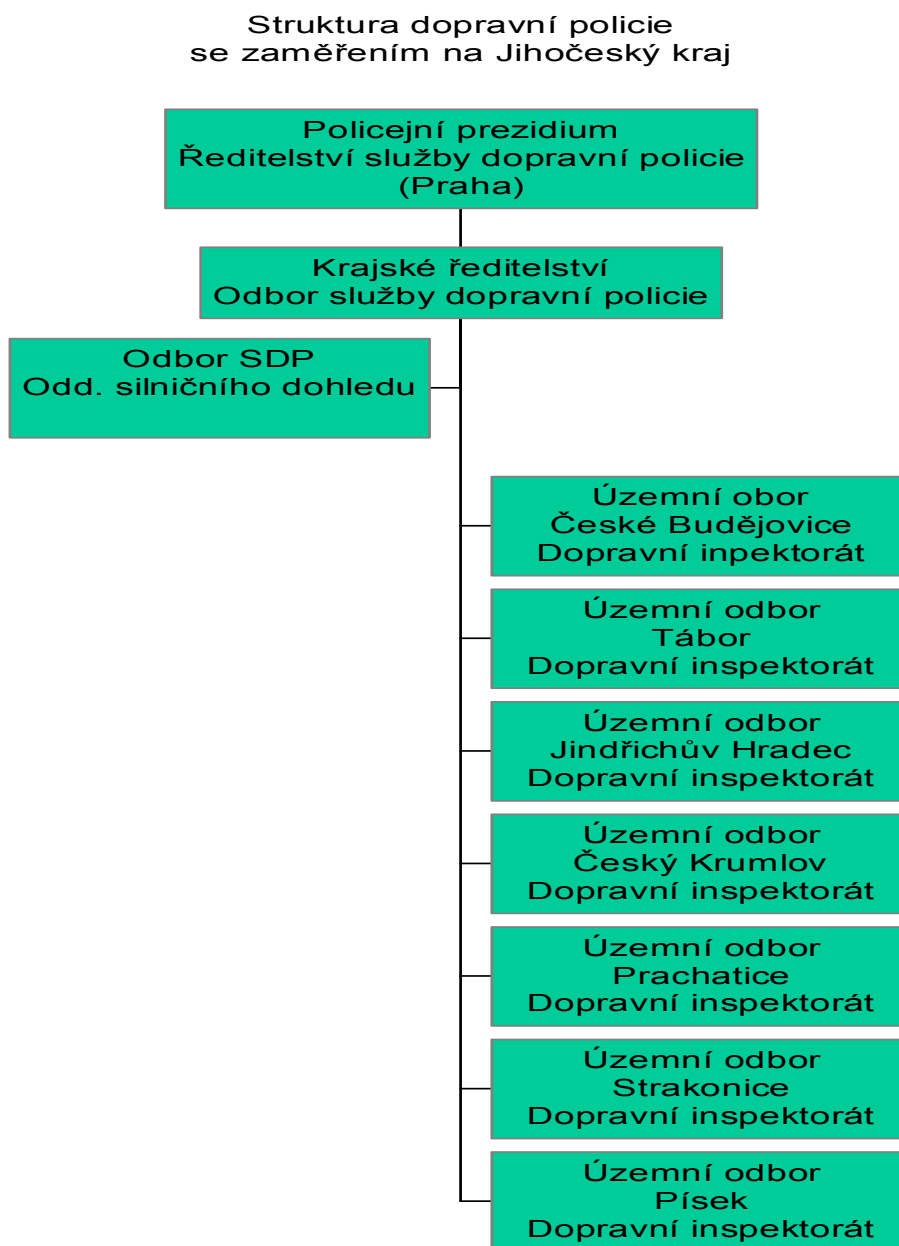 Struktura dopravní policie
se zaměřením na Jihočeský kraj
Policejní prezidium
Ředitelství služby dopravní policie
(Praha)
Krajské ředitelství
Odbor služby dopravní policie
Odbor SDP
Odd. silničního dohledu
Územní obor
České Budějovice
Dopravní inpektorát
Územní odbor
Tábor
Dopravní inspektorát
Územní odbor
Jindřichův Hradec
Dopravní inspektorát
Územní odbor
Český Krumlov
Dopravní inspektorát
Územní odbor
Prachatice
Dopravní inspektorát
Územní odbor
Strakonice
Dopravní inspektorát
Územní odbor
Písek
Dopravní inspektorát